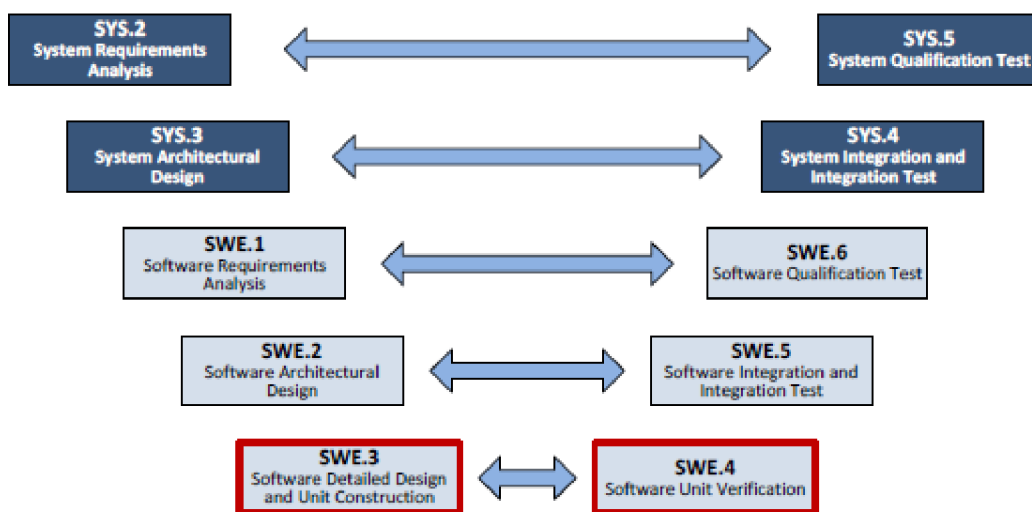 SYS.2
System Requirements
Analysis
SYS.5
System Qualification Test
SYS.3
System Architectural
Design
SYS.4
System Integration and
Integration Test
SWE.1
Software Requirements
Analysis
SWE.6
Software Qualification Test
SWE.2
Software Architectural
Design
SWE.5
Software Integration and
Integration Test
SWE.3
Software Detailed Design
and Unit Construction
SWE.4
Software Unit Verification